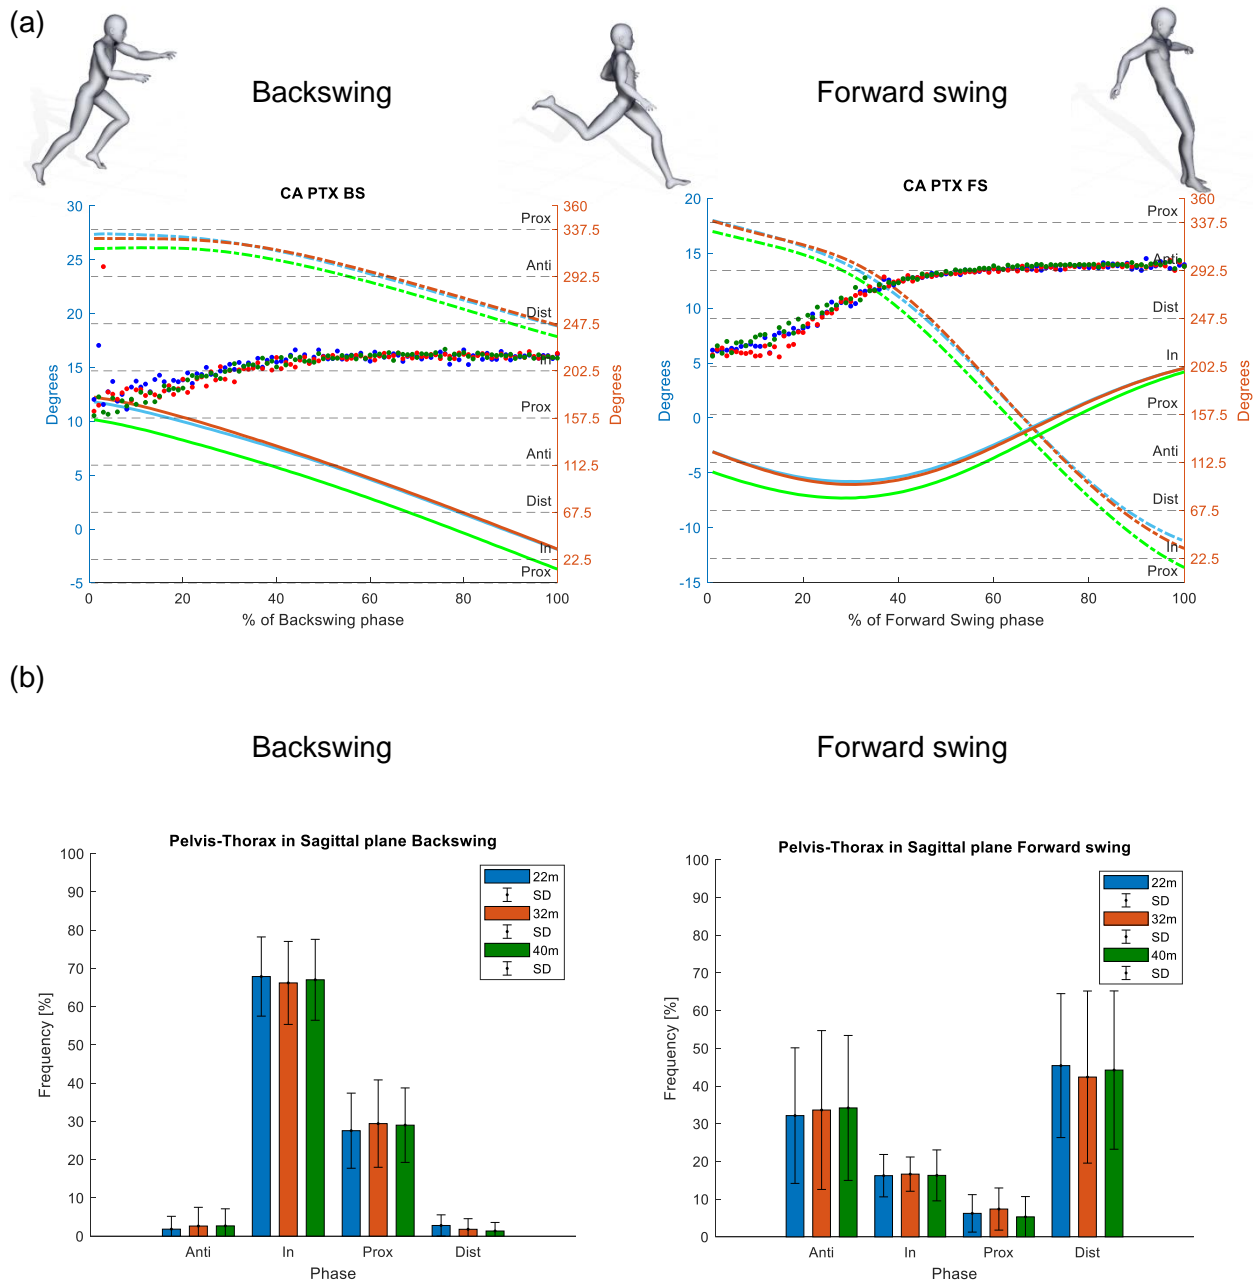 (a)
Backswing
Forward swing
CA PTX BS
30
25
20
15
10
5
0
-5
Degrees
Prox
Anti
Dist
In
Prox
Anti
Dist
In
Prox
360
337.5
292.5
247.5
202.5
157.5
112.5
67.5
22.5
Degrees
0 20 40 60 80 100
% of Backswing phase
CA PTX FS
20
15
10
5
0
-5
-10
-15
Degrees
Prox
Anti
Dist
In
Prox
Anti
Dist
In
Prox
360
337.5
292.5
247.5
202.5
157.5
112.5
67.5
22.5
Degrees
0 20 40 60 80 100
% of Forward Swing phase
(b)
Backswing
Forward swing
Pelvis-Thorax in Sagittal plane Backswing
100
90
80
70
60
50
40
30
20
10
0
Frequency [%]
22m
SD
32m
SD
40m
SD
Anti In Prox Dist
Phase
Pelvis-Thorax in Sagittal plane Forward swing
100
90
80
70
60
50
40
30
20
10
0
Frequency [%]
22m
SD
32m
SD
40m
SD
Anti In Prox Dist
Phase